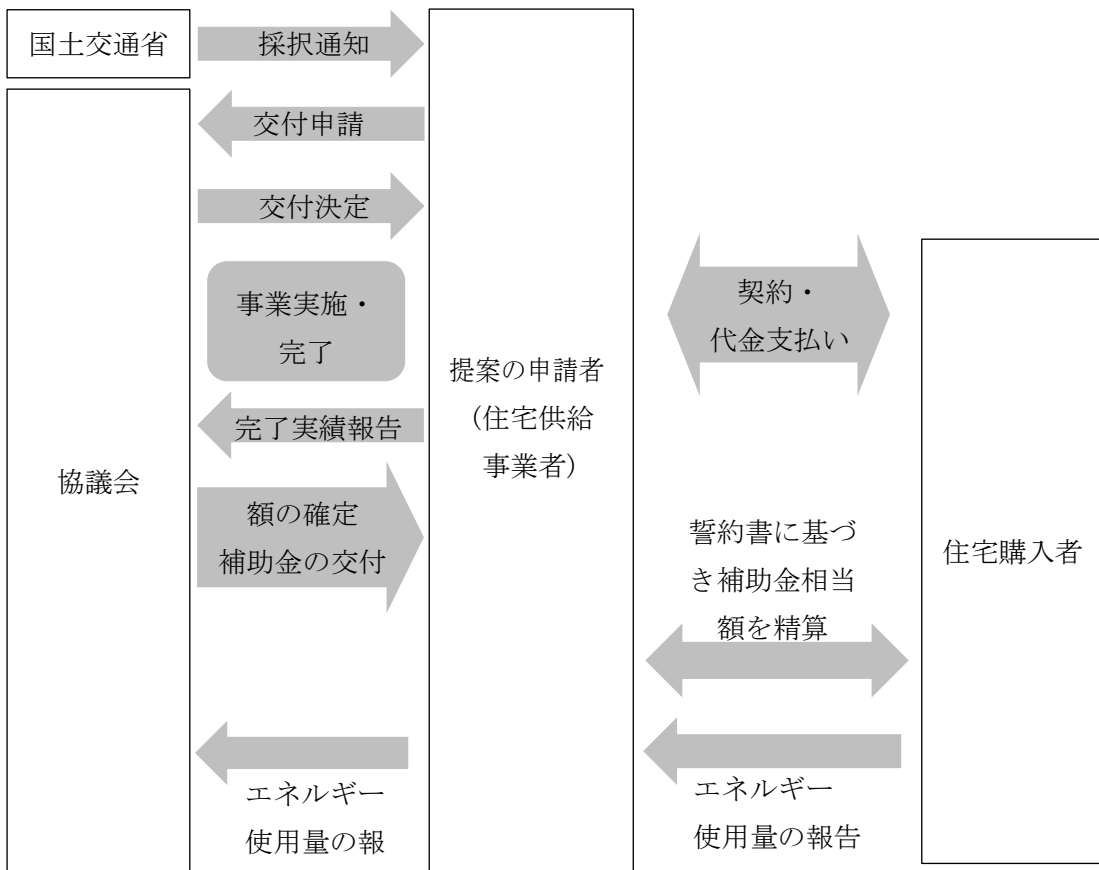 国土交通省
採択通知
交付申請
交付決定
事業実施・
完了
契約・
代金支払い
提案の申請者
(住宅供給
事業者)
完了実績報告
協議会
額の確定
補助金の交付
誓約書に基づ
き補助金相当
額を精算
住宅購入者
エネルギー
使用量の報
エネルギー
使用量の報告